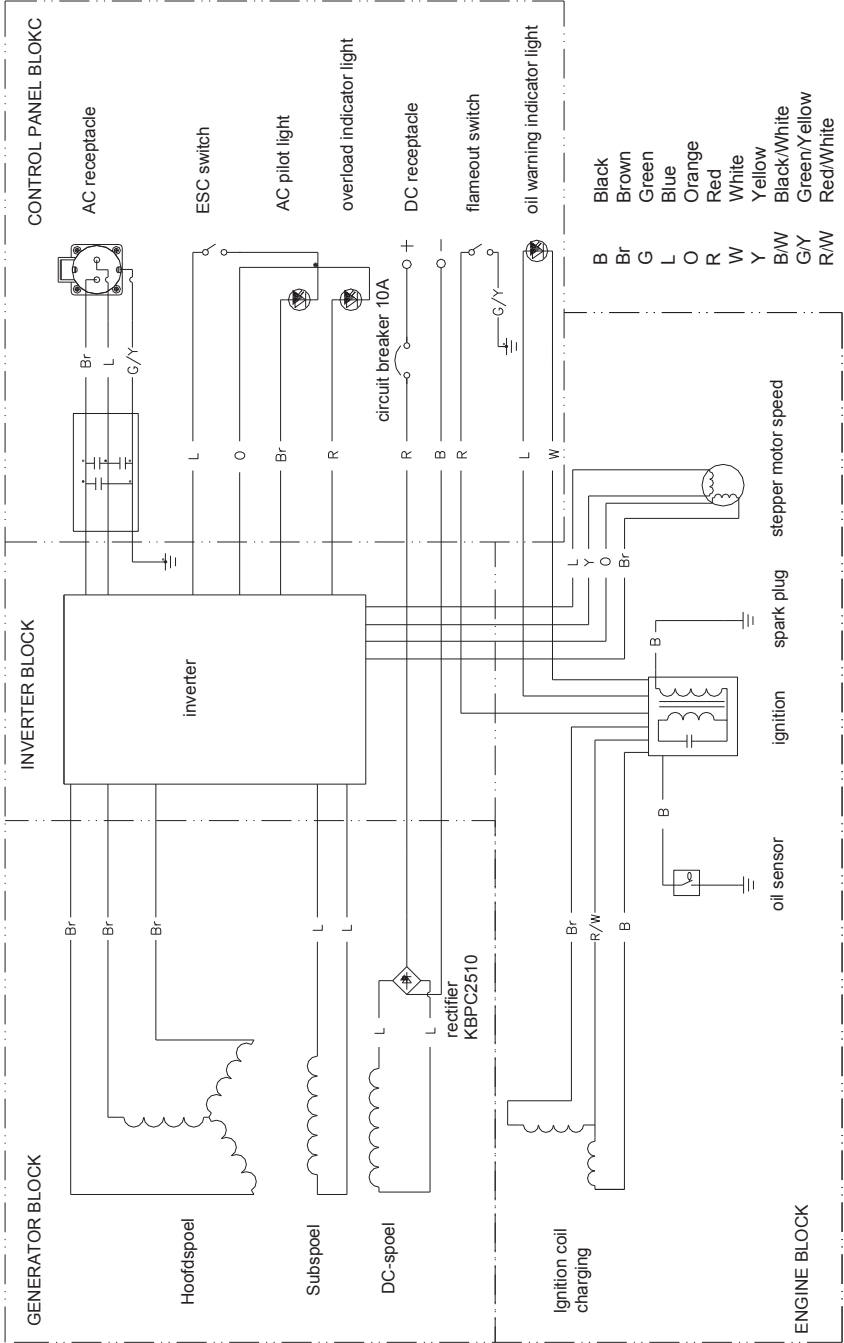 GENERATOR BLOCK
Hoofdspoel
Subspoel
DC-spoel
Br
Br
Br
L
L
L
L
rectifier
KBPC2510
INVERTER BLOCK
inverter
CONTROL PANEL BLOKC
AC receptacle
ESC switch
AC pilot light
overload indicator light
DC receptacle
flameout switch
oil warning indicator light
Br
L
G/Y
L
O
Br
R
circuit breaker 10A
+
−
R
B
R
G/Y
L
W
ENGINE BLOCK
Ignition coil
charging
Br
R/W
B
B
oil sensor
ignition
B
spark plug
L
Y
O
Br
stepper motor speed
B Black
Br Brown
G Green
L Blue
O Orange
R Red
W White
Y Yellow
B/W Black/White
G/Y Green/Yellow
R/W Red/White